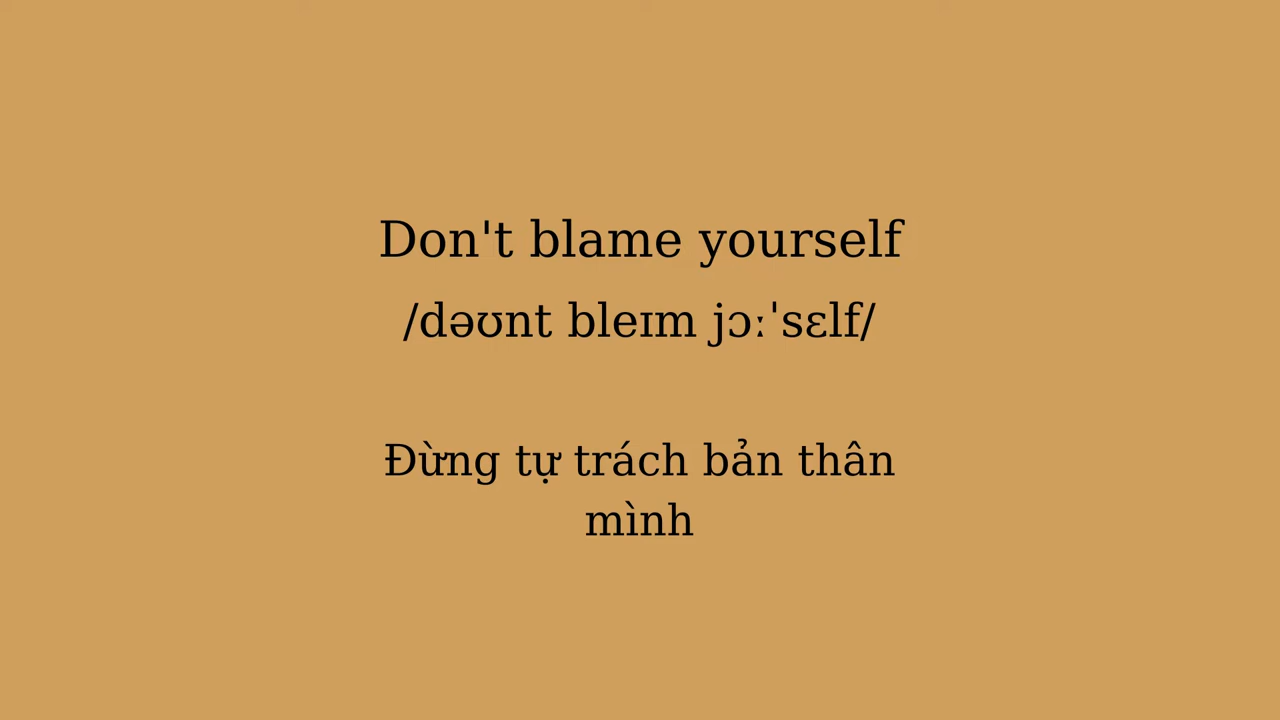 Don't blame yourself
/dəʊnt bleɪm jɔːˈsɛlf/
Đừng tự trách bản thân
mình